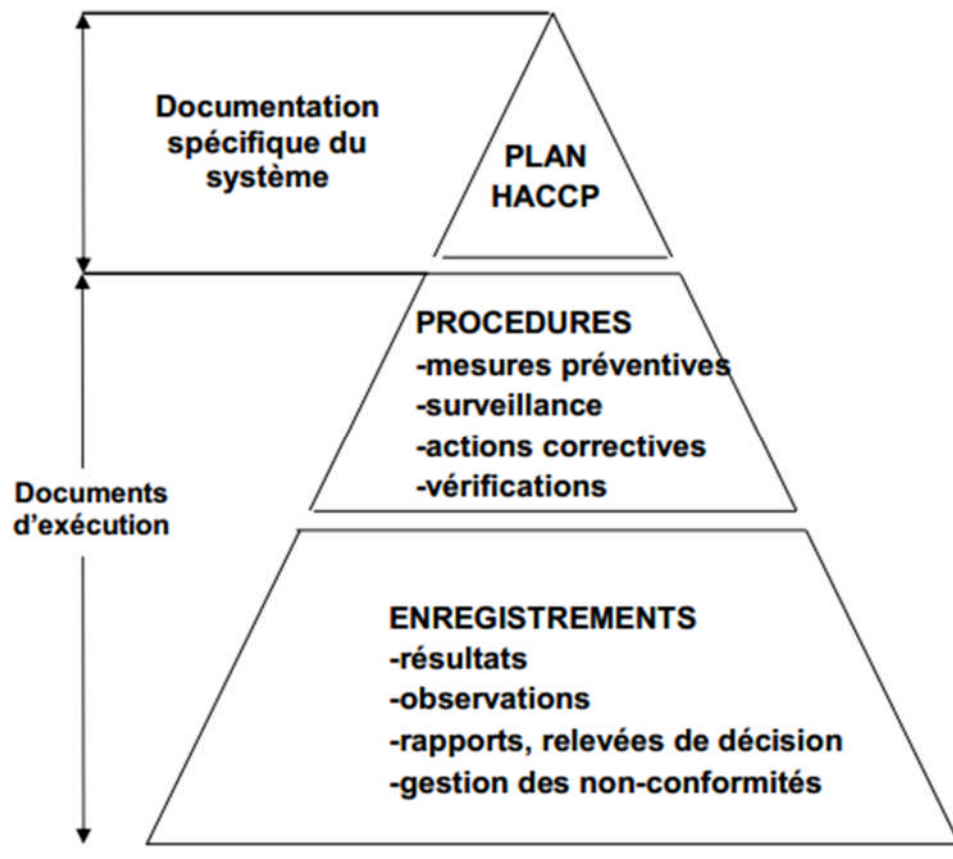 Documentation
spécifique du
système
PLAN
HACCP
PROCEDURES
-mesures préventives
-surveillance
-actions correctives
-vérifications
Documents
d'exécution
ENREGISTREMENTS
-résultats
-observations
-rapports, relevées de décision
-gestion des non-conformités